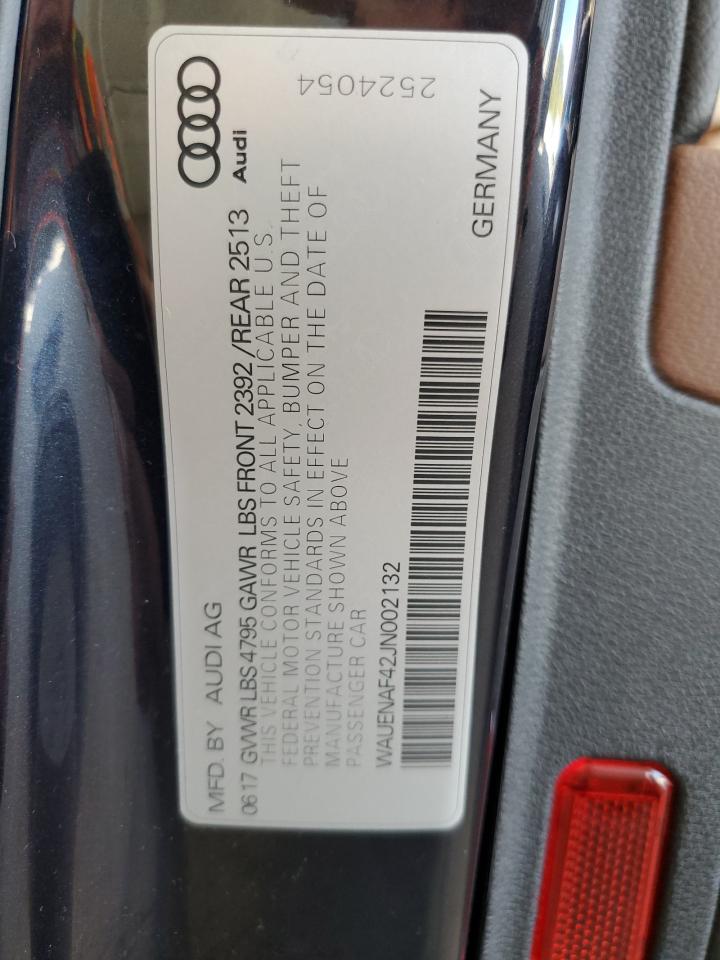 MFD. BY AUDI AG
Audi
0617 GVWR LBS 4795 GAWR LBS FRONT 2392 /REAR 2513
THIS VEHICLE CONFORMS TO ALL APPLICABLE U.S.
FEDERAL MOTOR VEHICLE SAFETY, BUMPER AND THEFT
PREVENTION STANDARDS IN EFFECT ON THE DATE OF
MANUFACTURE SHOWN ABOVE
PASSENGER CAR
WAUENAF42JN002132
GERMANY
2524054